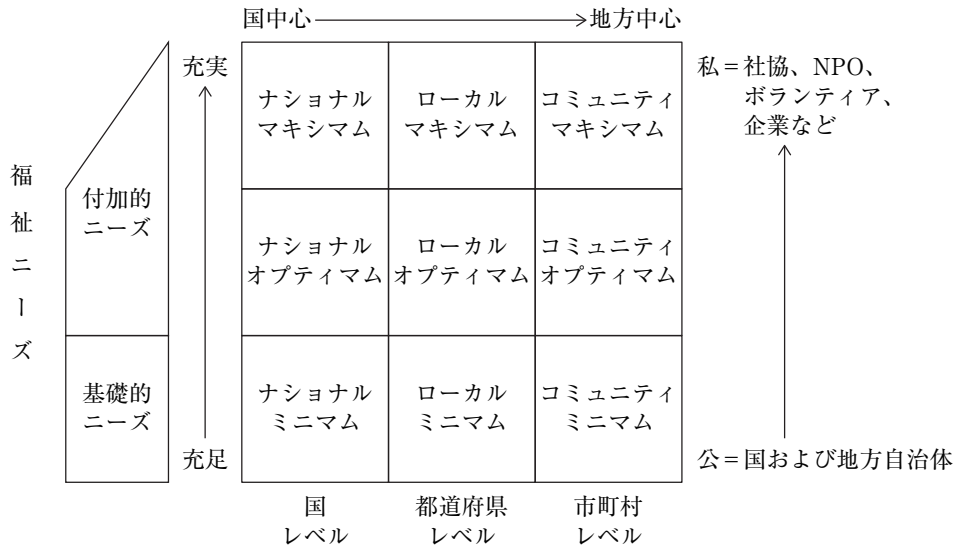 国中心
地方中心
充実
私=社協、NPO、
ボランティア、
企業など
福祉ニーズ
付加的
ニーズ
基礎的
ニーズ
ナショナル
マキシマム
ローカル
マキシマム
コミュニティ
マキシマム
ナショナル
オプティマム
ローカル
オプティマム
コミュニティ
オプティマム
ナショナル
ミニマム
ローカル
ミニマム
コミュニティ
ミニマム
充足
公=国および地方自治体
国
レベル
都道府県
レベル
市町村
レベル